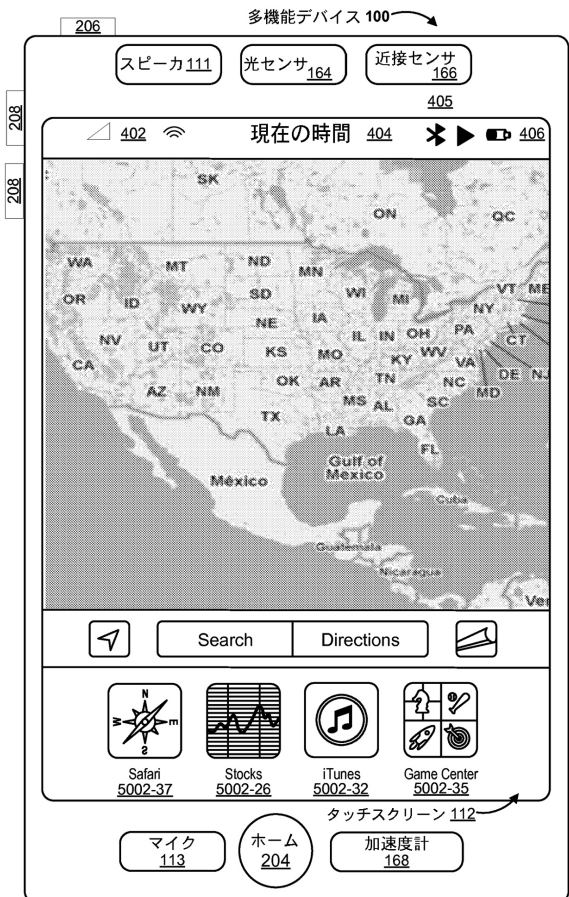 多機能デバイス 100
206
スピーカ 111
光センサ 164
近接センサ 166
405
208
208
402 現在の時間 404 406
SK
ON
QC
WA
MT
ND
MN
OR
ID
WY
SD
WI
MI
VT
ME
NY
NE
IA
NV
UT
CO
IL
IN
OH
PA
CT
KS
MO
KY
WV
VA
CA
DE
NJ
OK
AR
TN
NC
MD
AZ
NM
MS
AL
SC
GA
TX
LA
FL
Gulf of
Mexico
México
Cuba
Guatemala
Nicaragua
Ver
Search
Directions
N
W
E
S
Safari
5002-37
Stocks
5002-26
iTunes
5002-32
Game Center
5002-35
タッチスクリーン 112
マイク
113
ホーム
204
加速度計
168